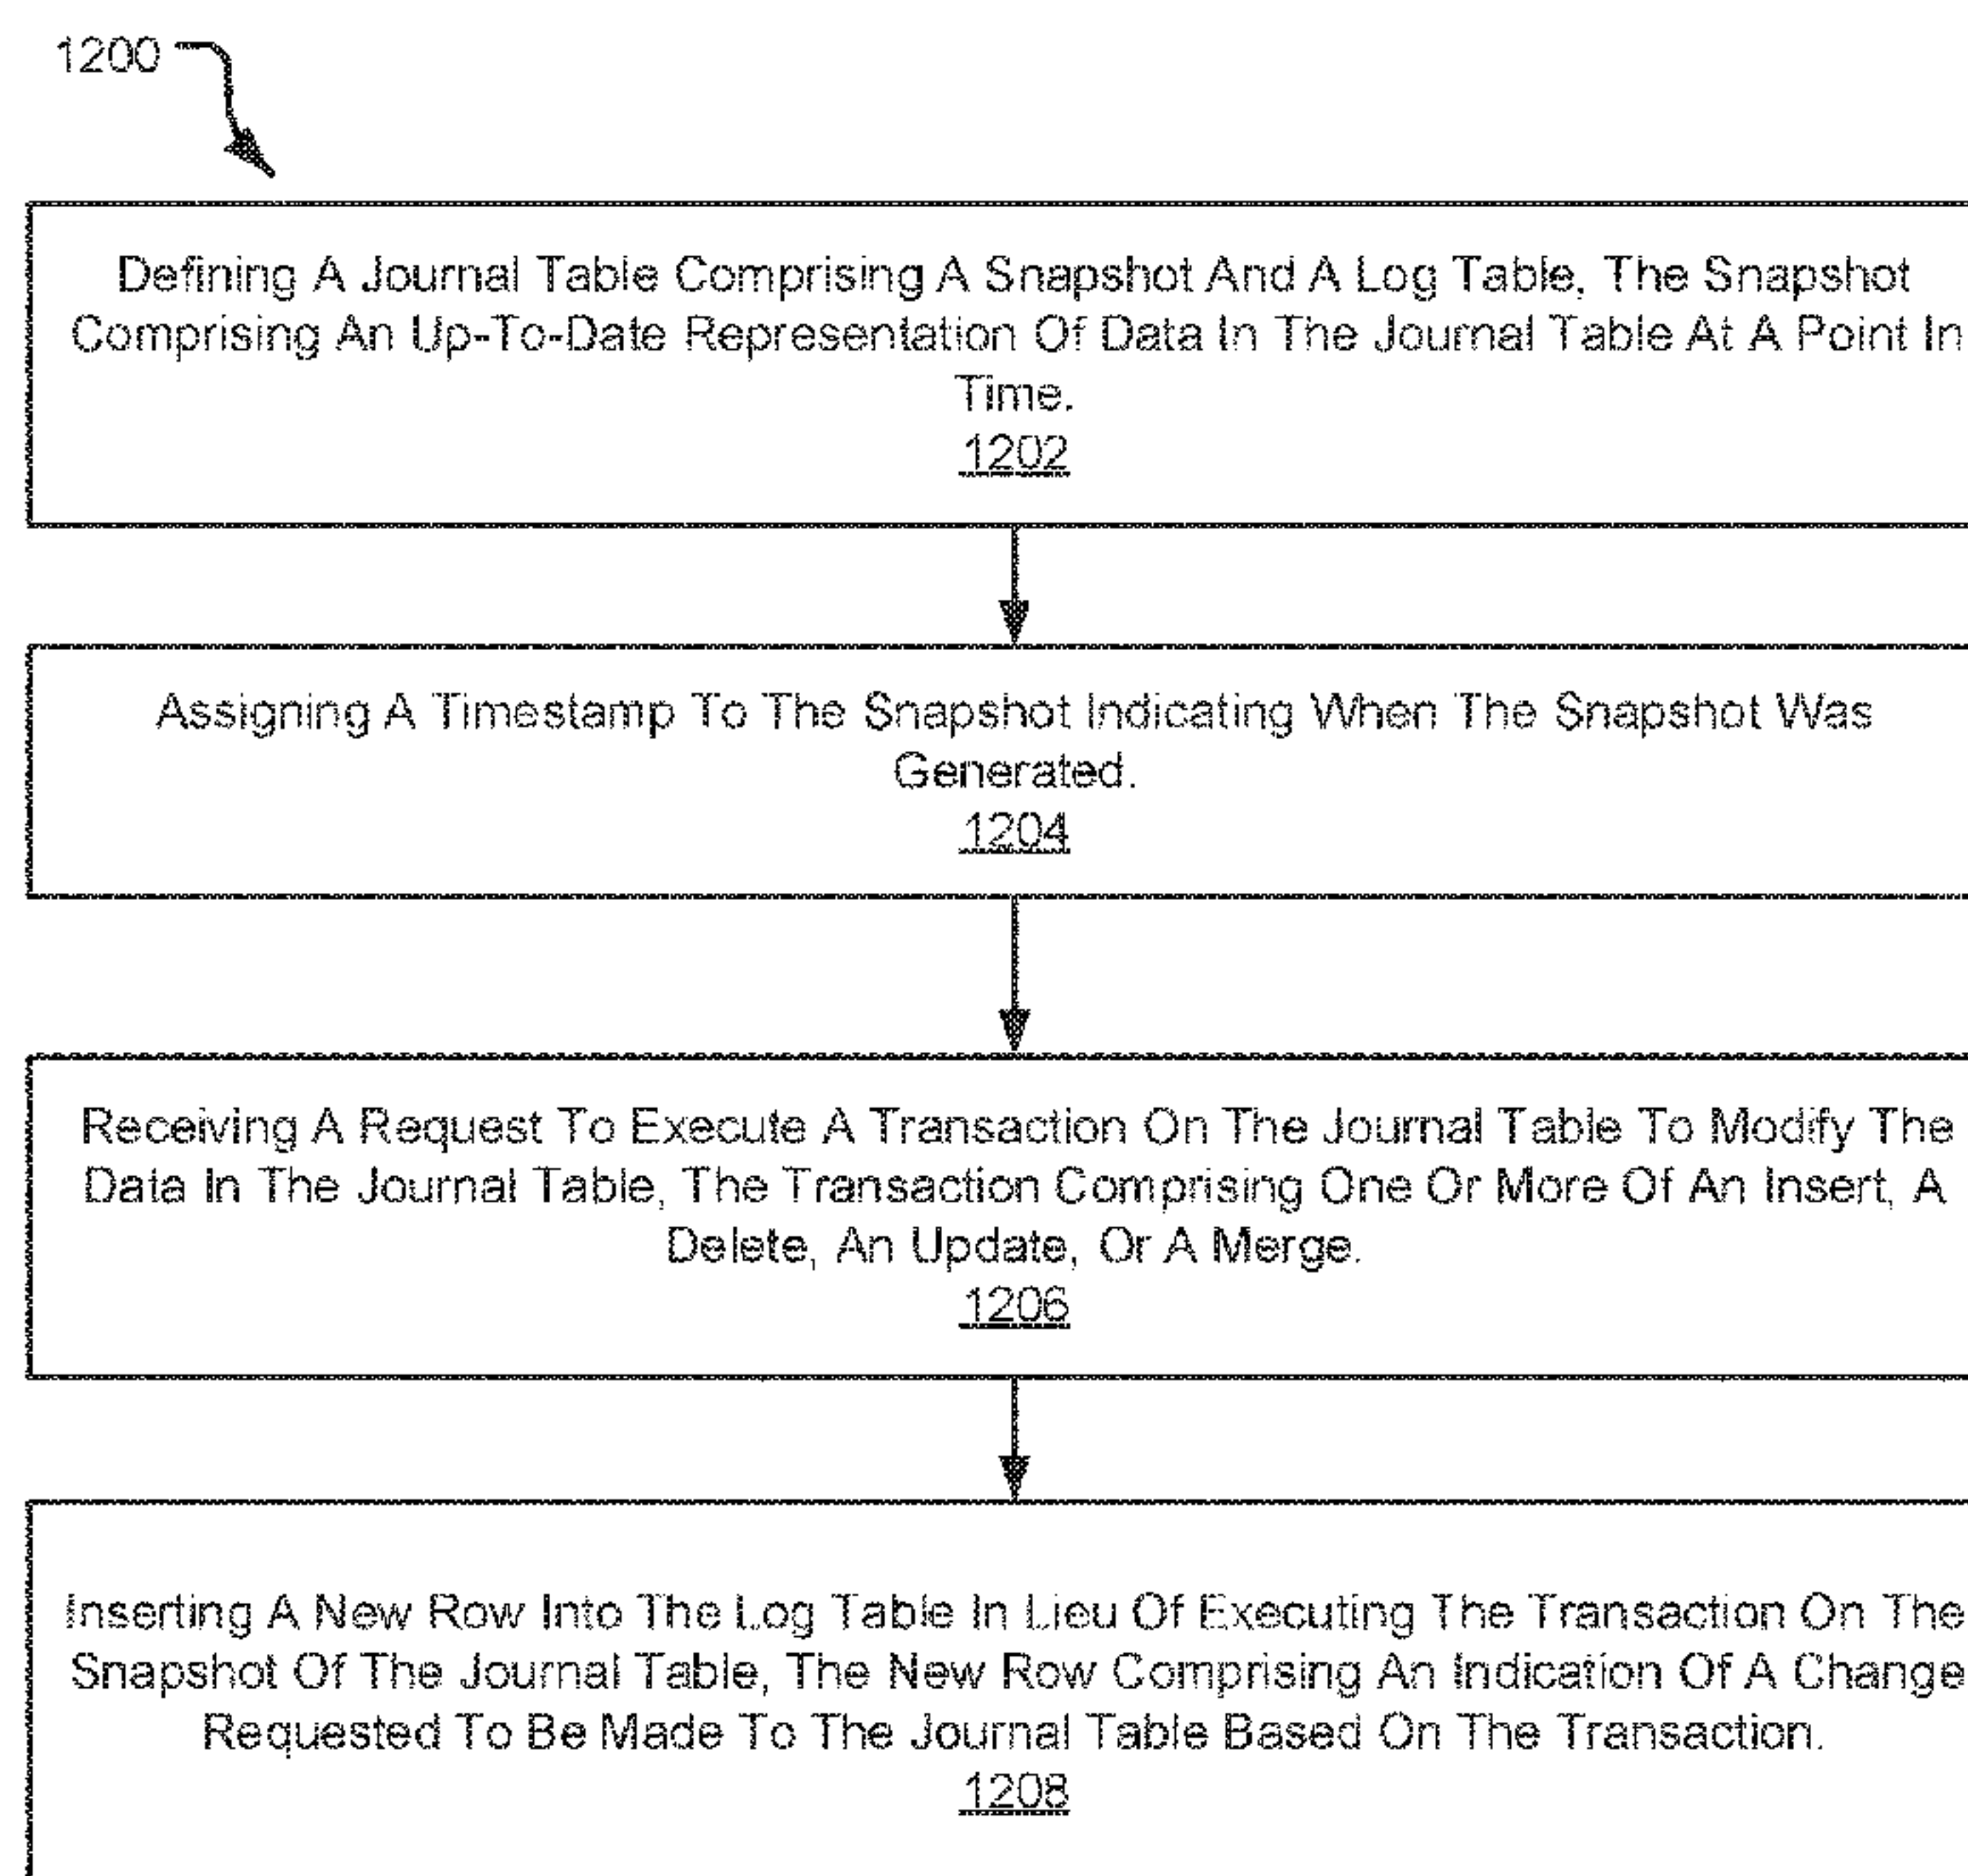 1200
Defining A Journal Table Comprising A Snapshot And A Log Table, The Snapshot
Comprising An Up-To-Date Representation Of Data In The Journal Table At A Point In
Time.
1202
Assigning A Timestamp To The Snapshot Indicating When The Snapshot Was
Generated.
1204
Receiving A Request To Execute A Transaction On The Journal Table To Modify The
Data In The Journal Table, The Transaction Comprising One Or More Of An Insert, A
Delete, An Update, Or A Merge.
1206
Inserting A New Row Into The Log Table In Lieu Of Executing The Transaction On The
Snapshot Of The Journal Table, The New Row Comprising An Indication Of A Change
Requested To Be Made To The Journal Table Based On The Transaction.
1208